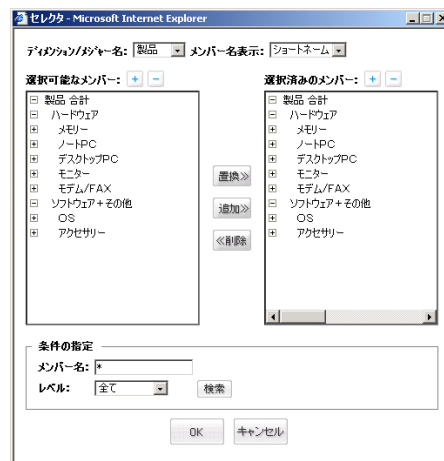 セレクタ - Microsoft Internet Explorer
ディメンション/メジャー名: 製品 メンバー名表示: ショートネーム
選択可能なメンバー: + -
製品 合計
ハードウェア
メモリー
ノートPC
デスクトップPC
モニター
モデム/FAX
ソフトウェア+その他
OS
アクセサリー
置換≫
追加≫
≪削除
選択済みのメンバー: + -
製品 合計
ハードウェア
メモリー
ノートPC
デスクトップPC
モニター
モデム/FAX
ソフトウェア+その他
OS
アクセサリー
条件の指定
メンバー名: *
レベル: 全て 検索
OK キャンセル